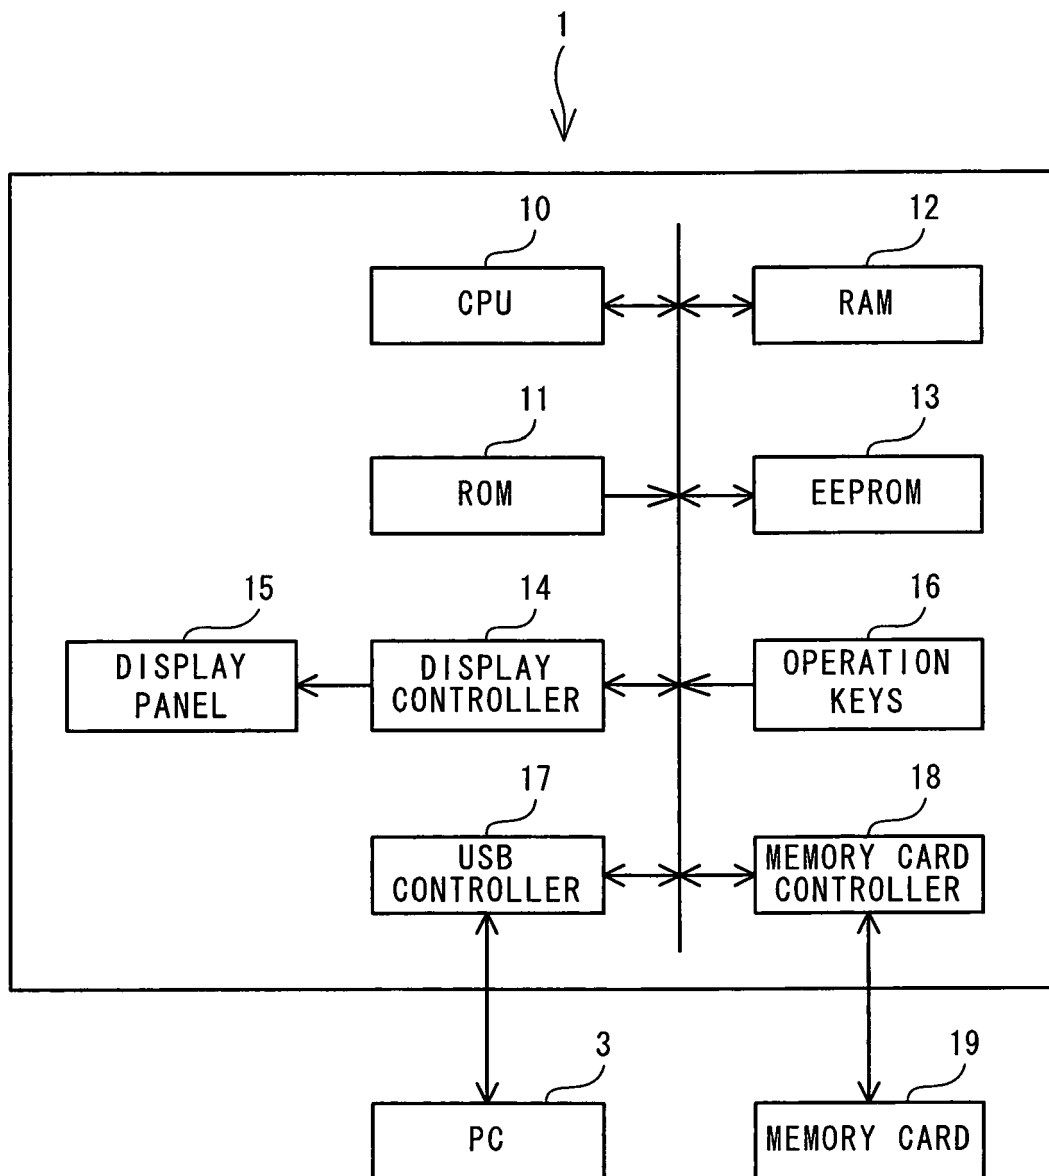 1
10
CPU
12
RAM
11
ROM
13
EEPROM
15
DISPLAY
PANEL
14
DISPLAY
CONTROLLER
16
OPERATION
KEYS
17
USB
CONTROLLER
18
MEMORY CARD
CONTROLLER
3
PC
19
MEMORY CARD